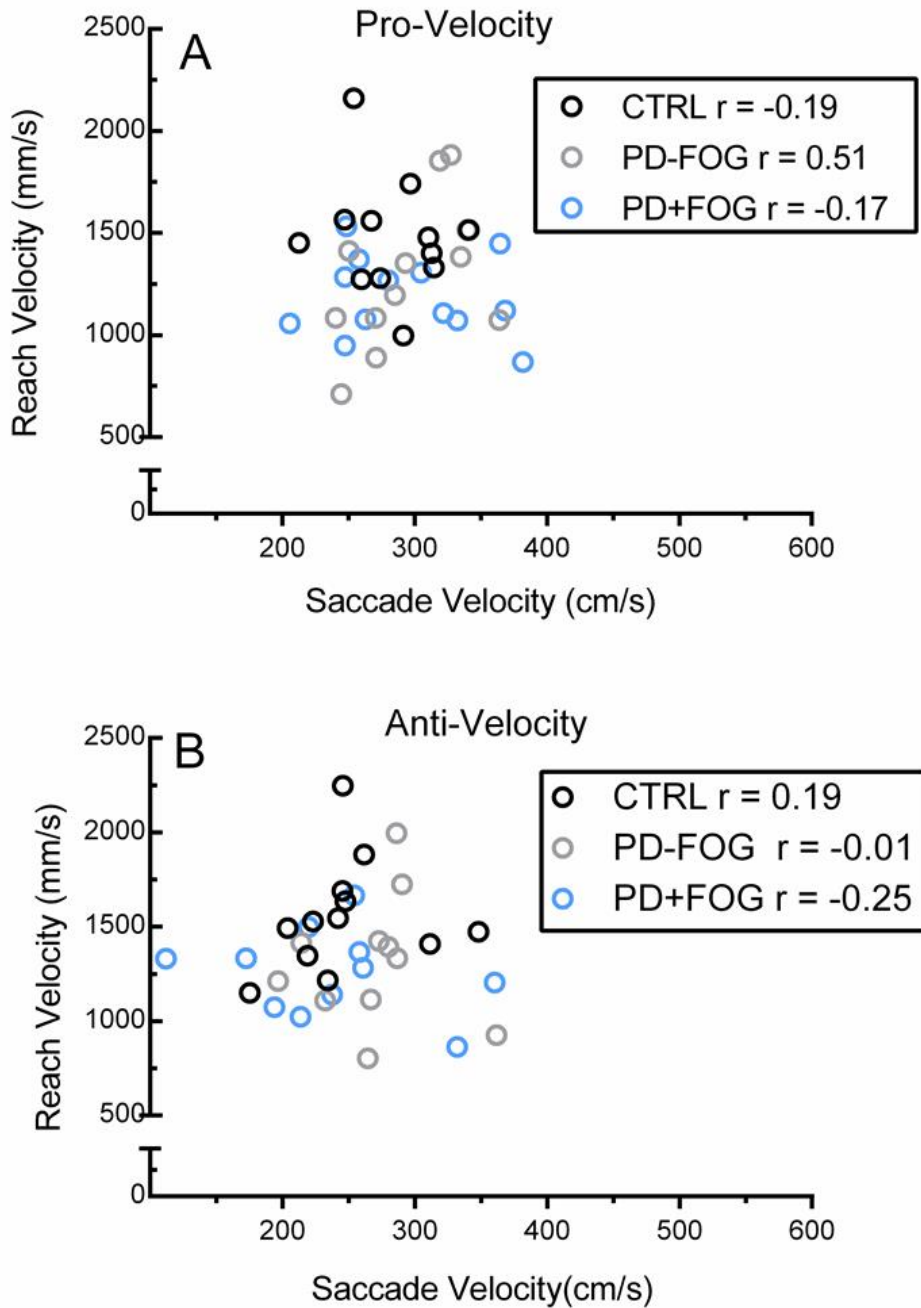 Pro-Velocity
A
2500
2000
1500
1000
500
0
Reach Velocity (mm/s)
CTRL r = -0.19
PD-FOG r = 0.51
PD+FOG r = -0.17
200 300 400 500 600
Saccade Velocity (cm/s)
Anti-Velocity
B
2500
2000
1500
1000
500
0
Reach Velocity (mm/s)
CTRL r = 0.19
PD-FOG r = -0.01
PD+FOG r = -0.25
200 300 400 500 600
Saccade Velocity(cm/s)